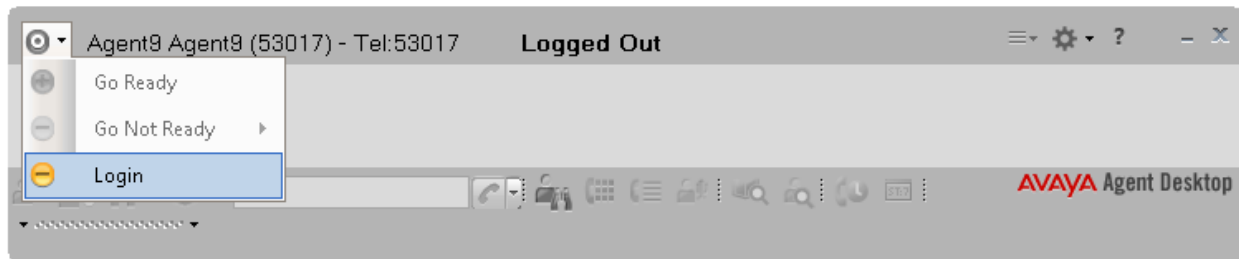 Agent9 Agent9 (53017) - Tel:53017 Logged Out ?
Go Ready
Go Not Ready
Login
AVAYA Agent Desktop